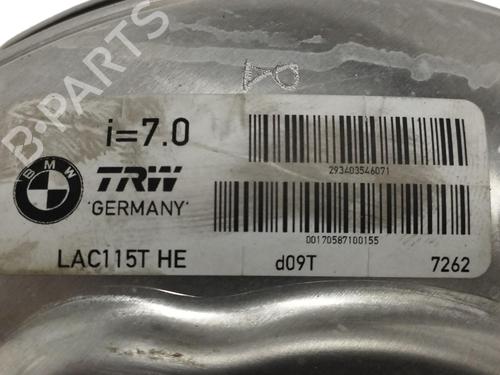 B-PARTS
i=7.0
293403546071
BMW
TRW
GERMANY
00170587100155
LAC115T HE d09T 7262